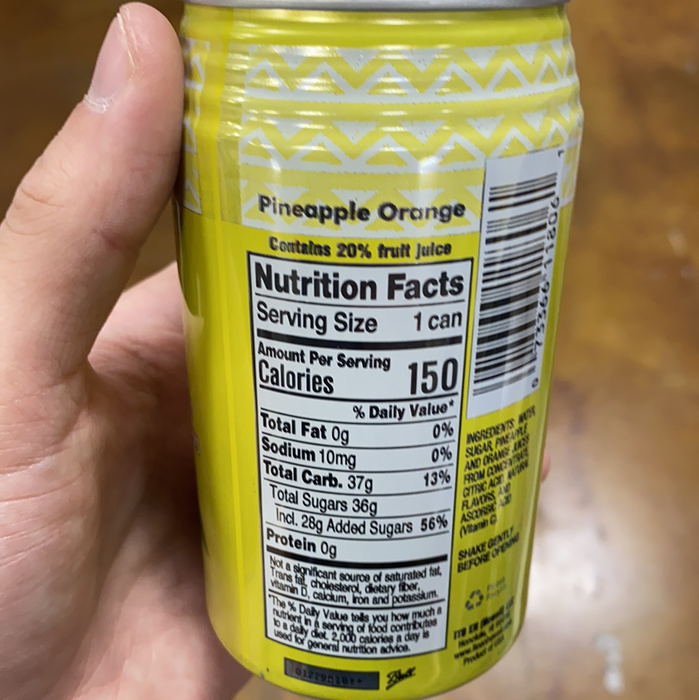 Pineapple Orange
Contains 20% fruit juice
Nutrition Facts
Serving Size 1 can
Amount Per Serving
Calories 150
% Daily Value*
Total Fat 0g 0%
Sodium 10mg 0%
Total Carb. 37g 13%
Total Sugars 36g
Incl. 28g Added Sugars 56%
Protein 0g
Not a significant source of saturated fat,
Trans fat, cholesterol, dietary fiber,
vitamin D, calcium, iron and potassium.
*The % Daily Value tells you how much a
nutrient in a serving of food contributes
to a daily diet. 2,000 calories a day is
used for general nutrition advice.
INGREDIENTS: WATER,
SUGAR, PINEAPPLE
AND ORANGE JUICES
FROM CONCENTRATE,
CITRIC ACID, NATURAL
FLAVORS, AND
ASCORBIC ACID
(Vitamin C)
SHAKE GENTLY
BEFORE OPENING
Please
Product of